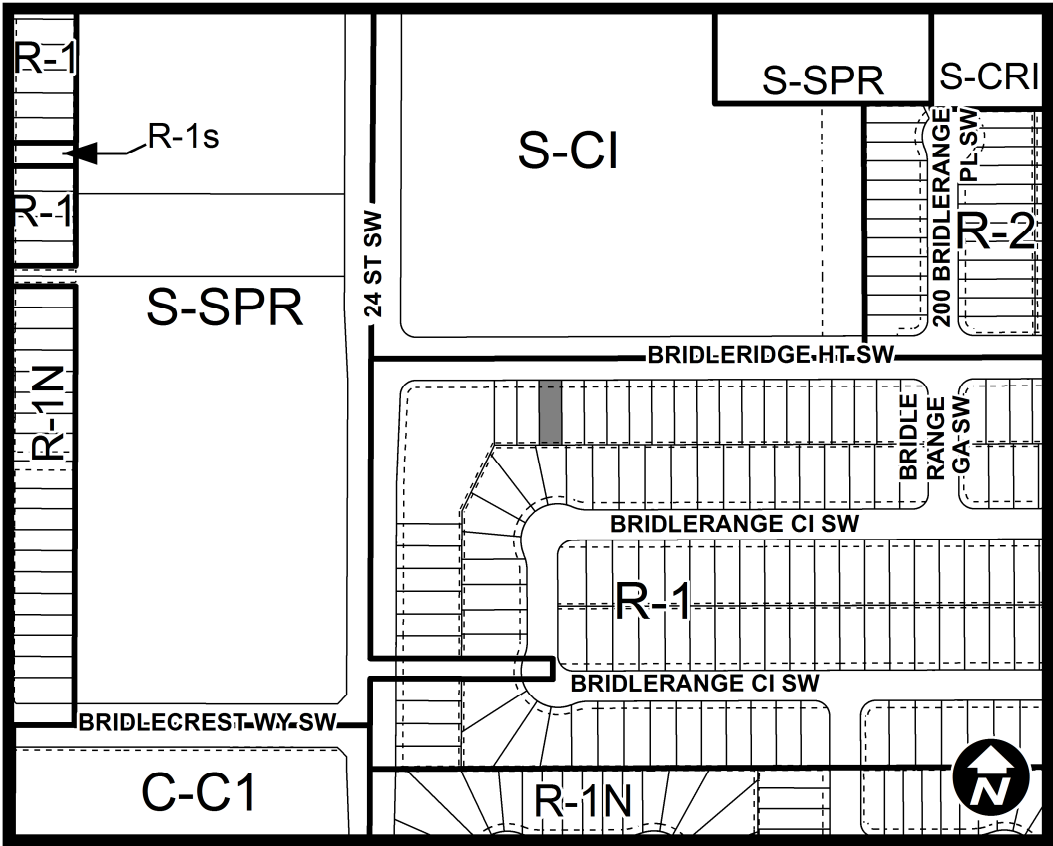 R-1
S-SPR
S-CRI
R-1s
S-CI
R-1
200 BRIDLERANGE
PL SW
R-2
24 ST SW
S-SPR
BRIDLERIDGE HT SW
R-1N
BRIDLE
RANGE
GA SW
BRIDLERANGE CI SW
R-1
BRIDLERANGE CI SW
BRIDLECREST WY SW
C-C1
R-1N
N